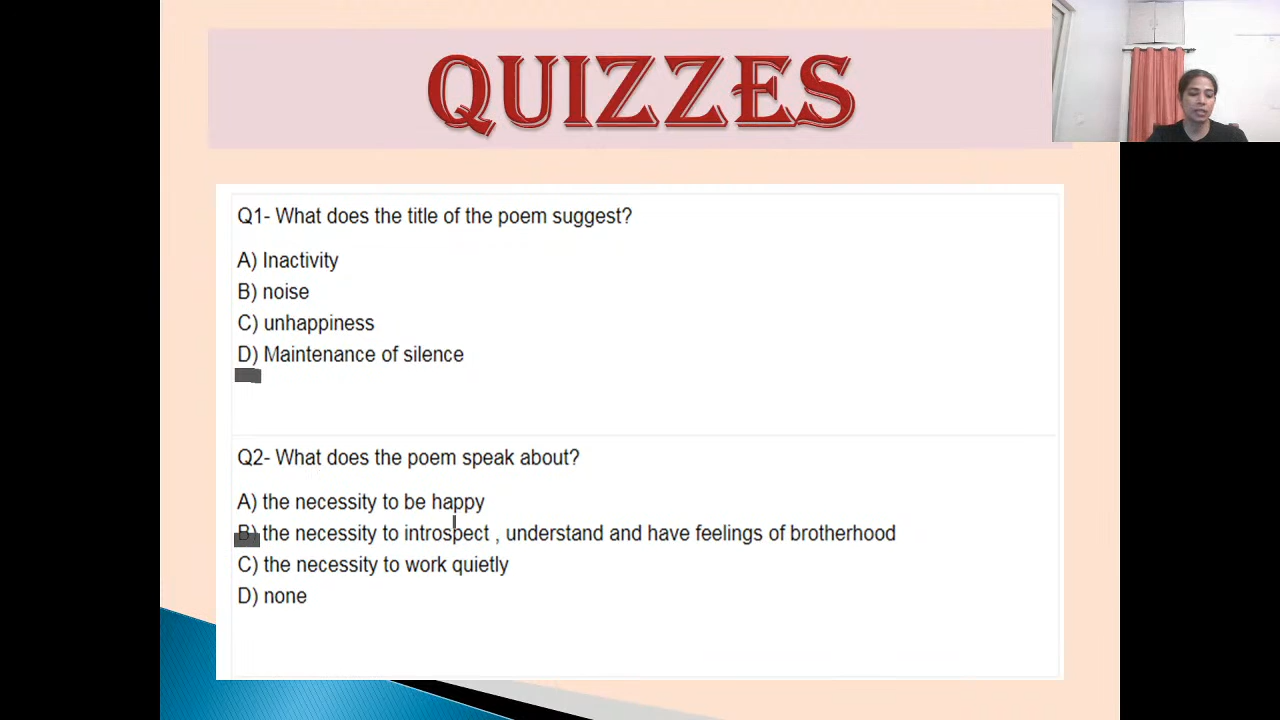 QUIZZES
Q1- What does the title of the poem suggest?
A) Inactivity
B) noise
C) unhappiness
D) Maintenance of silence
Q2- What does the poem speak about?
A) the necessity to be happy
B) the necessity to introspect , understand and have feelings of brotherhood
C) the necessity to work quietly
D) none